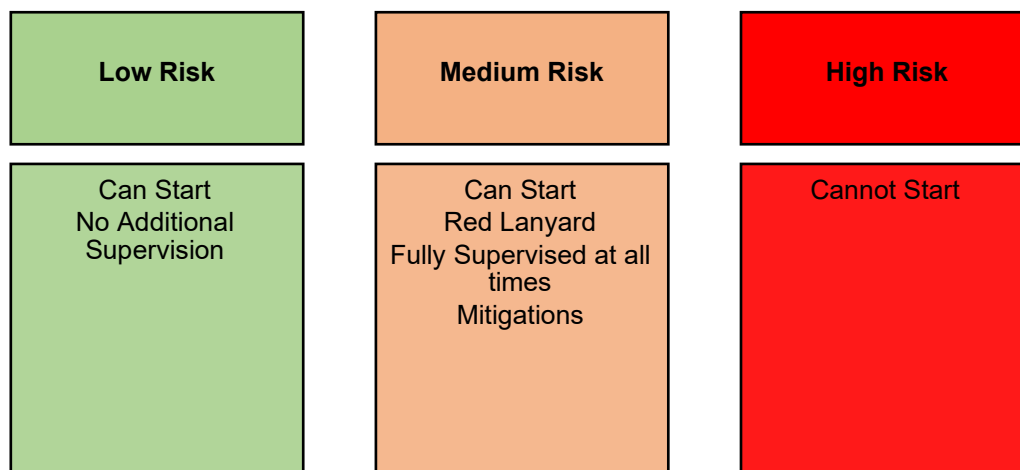 Low Risk
Medium Risk
High Risk
Can Start
No Additional
Supervision
Can Start
Red Lanyard
Fully Supervised at all
times
Mitigations
Cannot Start